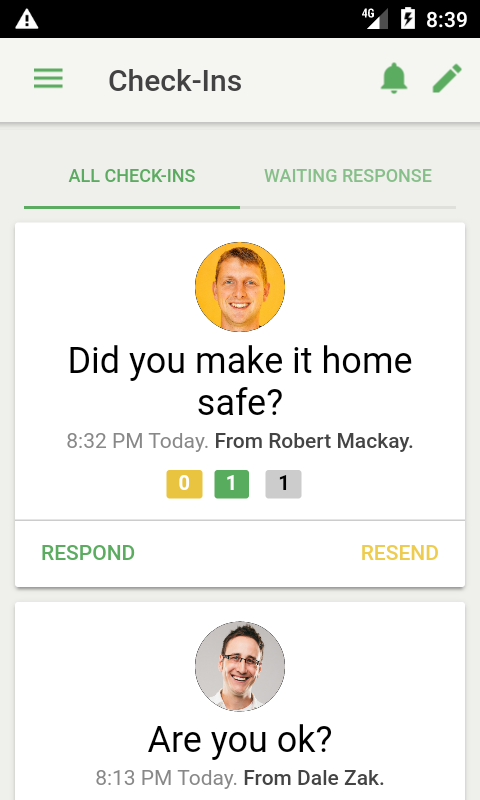 4G 8:39
Check-Ins
ALL CHECK-INS WAITING RESPONSE
Did you make it home
safe?
8:32 PM Today. From Robert Mackay.
0 1 1
RESPOND RESEND
Are you ok?
8:13 PM Today. From Dale Zak.